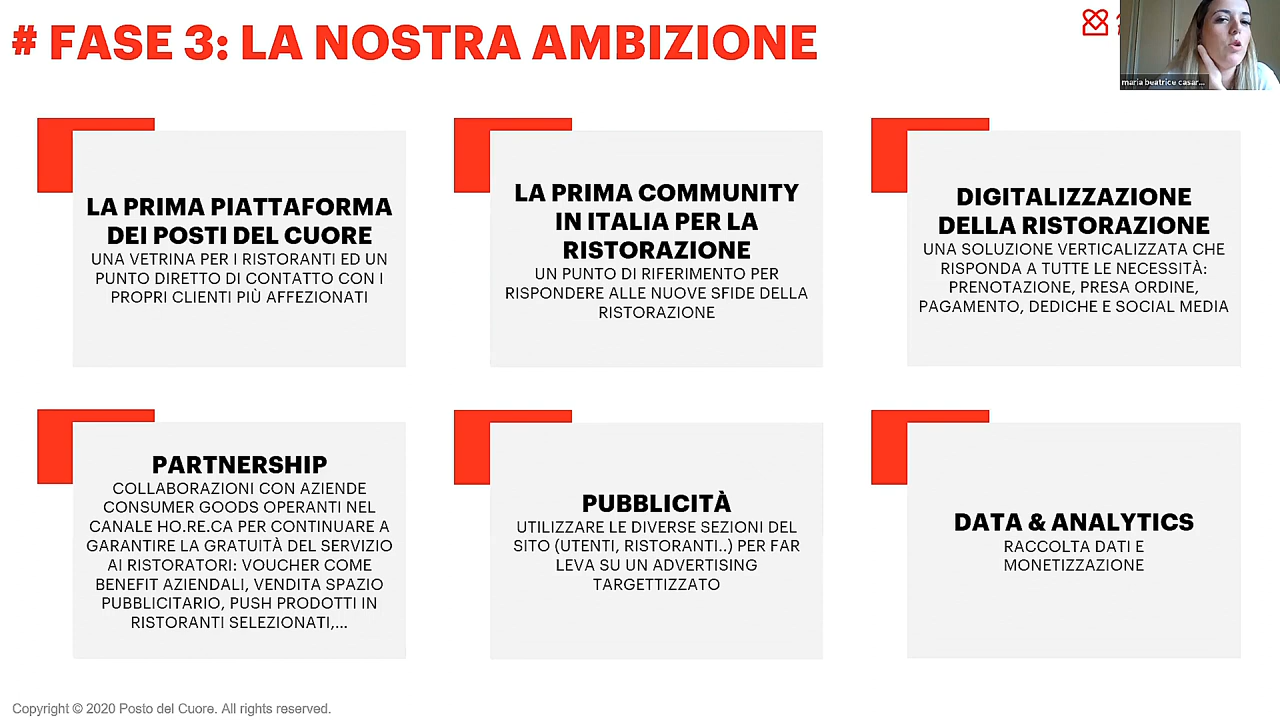 # FASE 3: LA NOSTRA AMBIZIONE
maria beatrice casar...
LA PRIMA PIATTAFORMA
DEI POSTI DEL CUORE
UNA VETRINA PER I RISTORANTI ED UN
PUNTO DIRETTO DI CONTATTO CON I
PROPRI CLIENTI PIÙ AFFEZIONATI
LA PRIMA COMMUNITY
IN ITALIA PER LA
RISTORAZIONE
UN PUNTO DI RIFERIMENTO PER
RISPONDERE ALLE NUOVE SFIDE DELLA
RISTORAZIONE
DIGITALIZZAZIONE
DELLA RISTORAZIONE
UNA SOLUZIONE VERTICALIZZATA CHE
RISPONDA A TUTTE LE NECESSITÀ:
PRENOTAZIONE, PRESA ORDINE,
PAGAMENTO, DEDICHE E SOCIAL MEDIA
PARTNERSHIP
COLLABORAZIONI CON AZIENDE
CONSUMER GOODS OPERANTI NEL
CANALE HO.RE.CA PER CONTINUARE A
GARANTIRE LA GRATUITÀ DEL SERVIZIO
AI RISTORATORI: VOUCHER COME
BENEFIT AZIENDALI, VENDITA SPAZIO
PUBBLICITARIO, PUSH PRODOTTI IN
RISTORANTI SELEZIONATI,...
PUBBLICITÀ
UTILIZZARE LE DIVERSE SEZIONI DEL
SITO (UTENTI, RISTORANTI..) PER FAR
LEVA SU UN ADVERTISING
TARGETTIZZATO
DATA & ANALYTICS
RACCOLTA DATI E
MONETIZZAZIONE
Copyright © 2020 Posto del Cuore. All rights reserved.